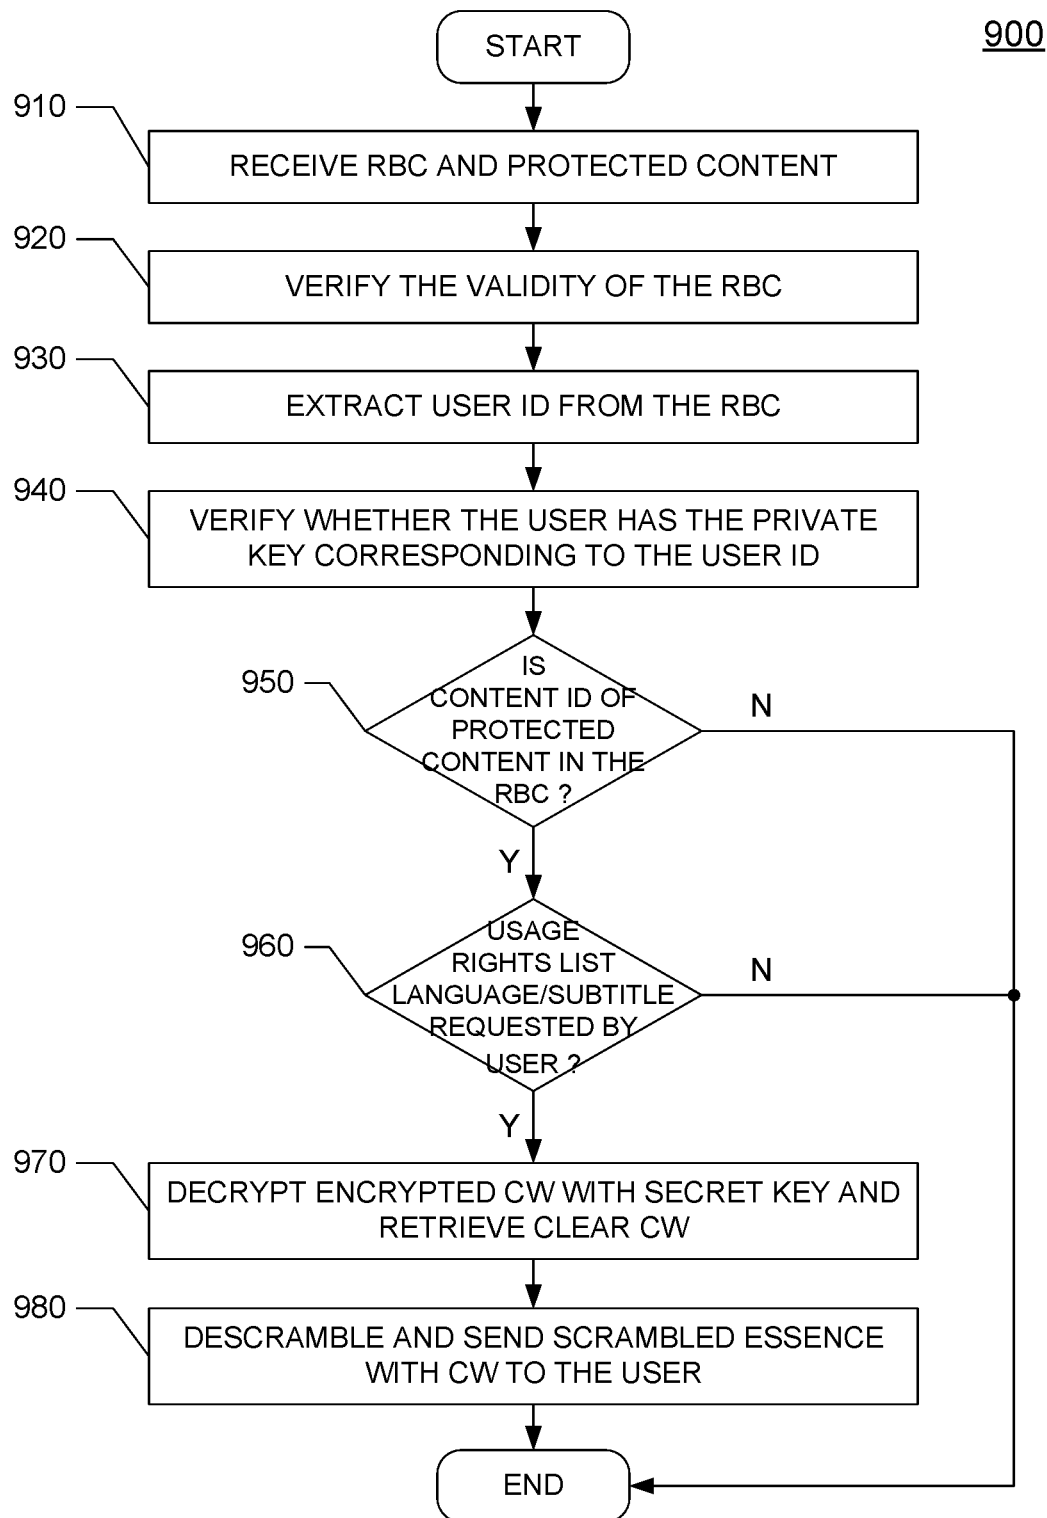 START
900
910
RECEIVE RBC AND PROTECTED CONTENT
920
VERIFY THE VALIDITY OF THE RBC
930
EXTRACT USER ID FROM THE RBC
940
VERIFY WHETHER THE USER HAS THE PRIVATE
KEY CORRESPONDING TO THE USER ID
950
IS
CONTENT ID OF
PROTECTED
CONTENT IN THE
RBC ?
N
Y
960
USAGE
RIGHTS LIST
LANGUAGE/SUBTITLE
REQUESTED BY
USER ?
N
Y
970
DECRYPT ENCRYPTED CW WITH SECRET KEY AND
RETRIEVE CLEAR CW
980
DESCRAMBLE AND SEND SCRAMBLED ESSENCE
WITH CW TO THE USER
END